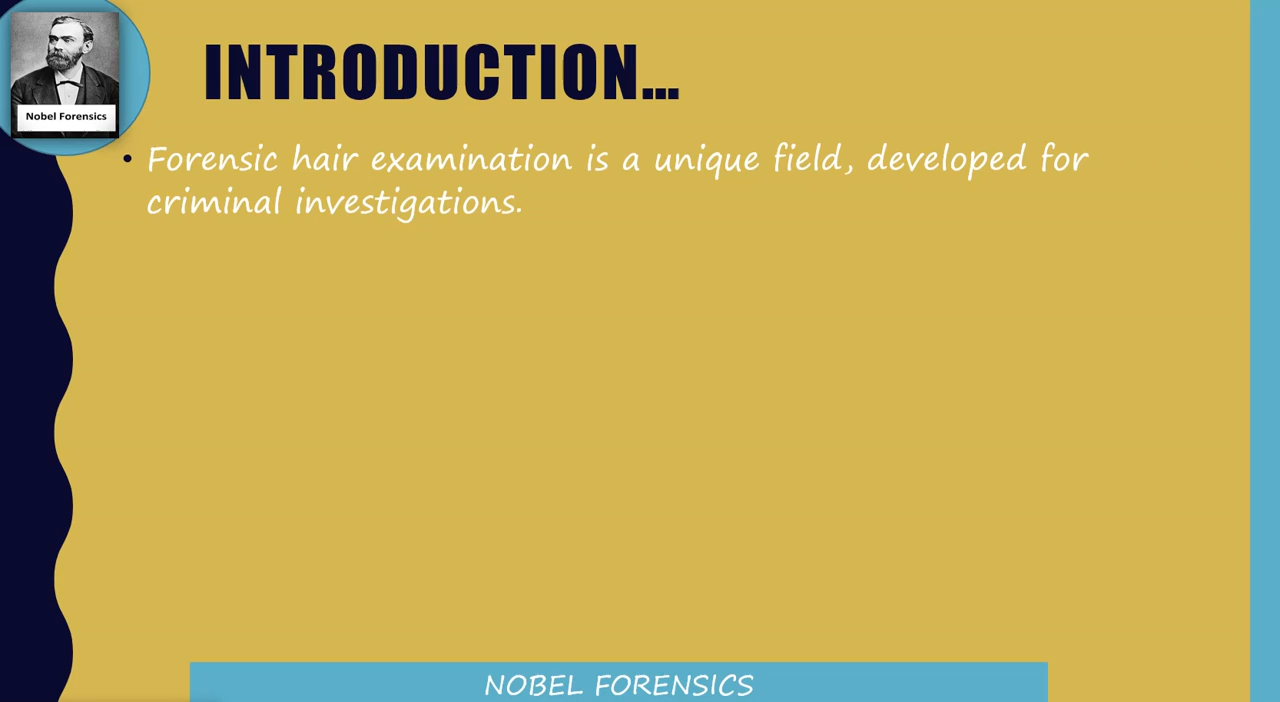 Nobel Forensics
INTRODUCTION...
• Forensic hair examination is a unique field, developed for
criminal investigations.
NOBEL FORENSICS